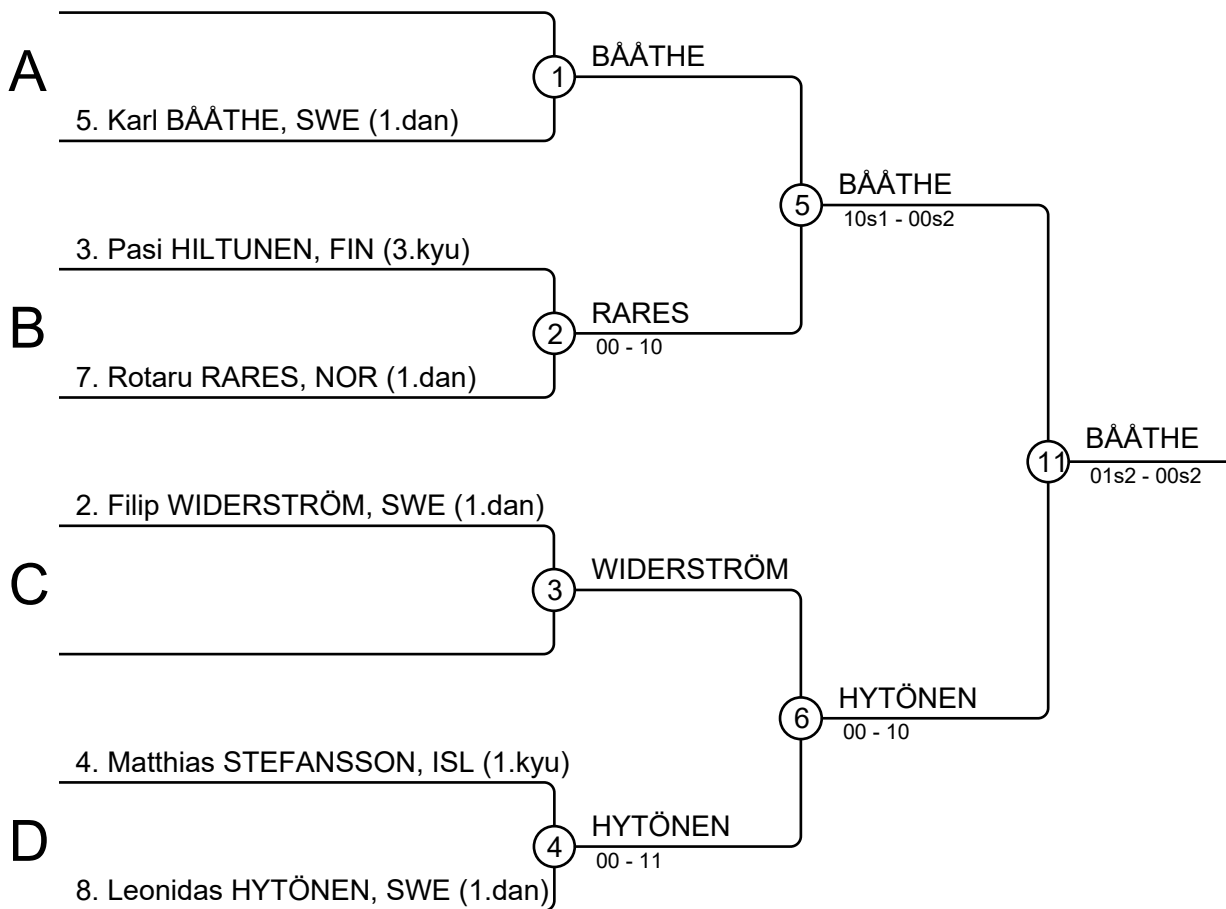 A
1
BÅÅTHE
5. Karl BÅÅTHE, SWE (1.dan)
5
BÅÅTHE
10s1 - 00s2
3. Pasi HILTUNEN, FIN (3.kyu)
B
2
RARES
00 - 10
7. Rotaru RARES, NOR (1.dan)
11
BÅÅTHE
01s2 - 00s2
2. Filip WIDERSTRÖM, SWE (1.dan)
C
3
WIDERSTRÖM
6
HYTÖNEN
00 - 10
4. Matthias STEFANSSON, ISL (1.kyu)
D
4
HYTÖNEN
00 - 11
8. Leonidas HYTÖNEN, SWE (1.dan)